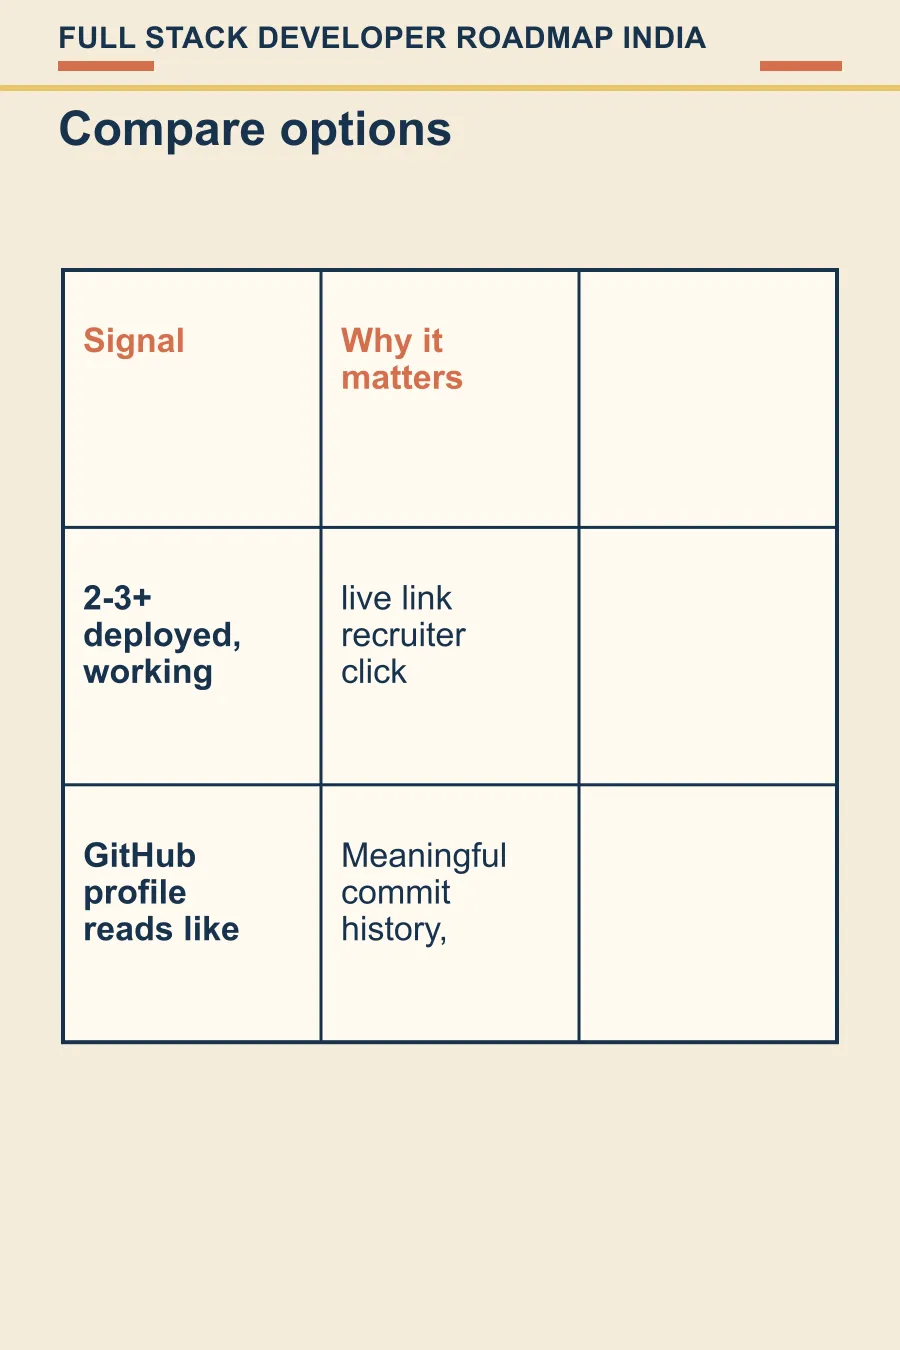 FULL STACK DEVELOPER ROADMAP INDIA
Compare options
Signal
Why it
matters
2-3+
deployed,
working
live link
recruiter
click
GitHub
profile
reads like
Meaningful
commit
history,